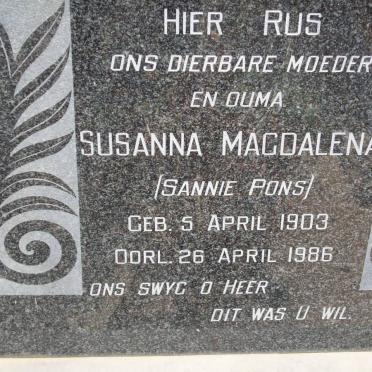 HIER RUS
ONS DIERBARE MOEDER
EN OUMA
SUSANNA MAGDALENA
(SANNIE PONS)
GEB. 5 APRIL 1903
OORL. 26 APRIL 1986
ONS SWYG O HEER
DIT WAS U WIL.